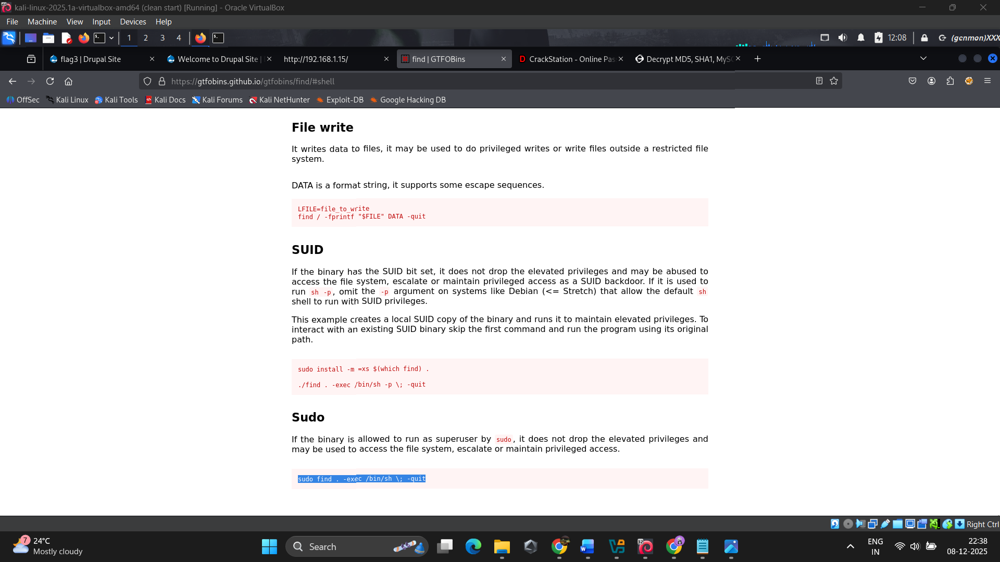 kali-linux-2025.1a-virtualbox-amd64 (clean start) [Running] - Oracle VirtualBox
File Machine View Input Devices Help
1 2 3 4 12:08 (genmon)XXX
flag3 | Drupal Site Welcome to Drupal Site | http://192.168.1.15/ find | GTFOBins CrackStation - Online Pas Decrypt MD5, SHA1, MySQ
https://gtfobins.github.io/gtfobins/find/#shell
OffSec Kali Linux Kali Tools Kali Docs Kali Forums Kali NetHunter Exploit-DB Google Hacking DB
File write
It writes data to files, it may be used to do privileged writes or write files outside a restricted file
system.
DATA is a format string, it supports some escape sequences.
LFILE=file_to_write
find / -fprintf "$FILE" DATA -quit
SUID
If the binary has the SUID bit set, it does not drop the elevated privileges and may be abused to
access the file system, escalate or maintain privileged access as a SUID backdoor. If it is used to
run sh -p, omit the -p argument on systems like Debian (<= Stretch) that allow the default sh
shell to run with SUID privileges.
This example creates a local SUID copy of the binary and runs it to maintain elevated privileges. To
interact with an existing SUID binary skip the first command and run the program using its original
path.
sudo install -m =xs $(which find) .
./find . -exec /bin/sh -p \; -quit
Sudo
If the binary is allowed to run as superuser by sudo, it does not drop the elevated privileges and
may be used to access the file system, escalate or maintain privileged access.
sudo find . -exec /bin/sh \; -quit
Right Ctrl
7 24°C
Mostly cloudy
Search
ENG
IN
22:38
08-12-2025